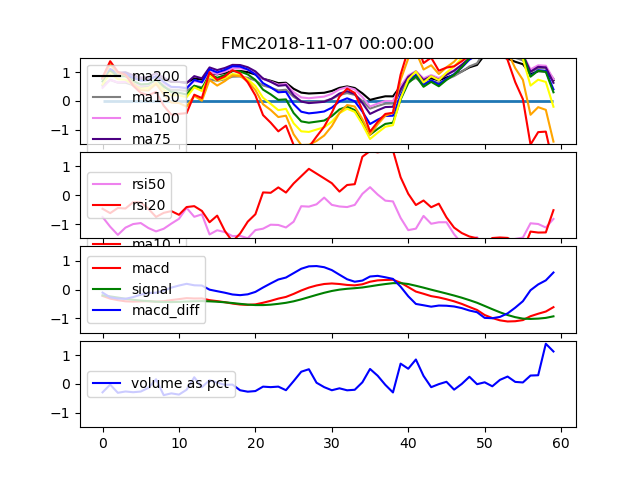 FMC2018-11-07 00:00:00
1
0
−1
ma200
ma150
ma100
ma75
1
0
−1
rsi50
rsi20
ma10
1
0
−1
macd
signal
macd_diff
1
0
−1
volume as pct
0
10
20
30
40
50
60